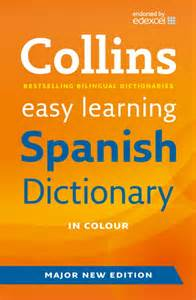 endorsed by
edexcel
Collins
BESTSELLING BILINGUAL DICTIONARIES
easy learning
Spanish
Dictionary
IN COLOUR
MAJOR NEW EDITION